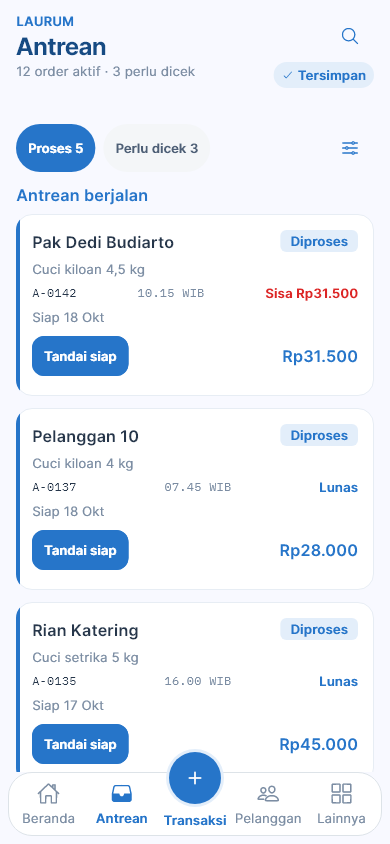 LAURUM
Antrean
12 order aktif · 3 perlu dicek
Tersimpan
Proses 5
Perlu dicek 3
Antrean berjalan
Pak Dedi Budiarto
Diproses
Cuci kiloan 4,5 kg
A-0142 10.15 WIB Sisa Rp31.500
Siap 18 Okt
Tandai siap Rp31.500
Pelanggan 10
Diproses
Cuci kiloan 4 kg
A-0137 07.45 WIB Lunas
Siap 18 Okt
Tandai siap Rp28.000
Rian Katering
Diproses
Cuci setrika 5 kg
A-0135 16.00 WIB Lunas
Siap 17 Okt
Tandai siap Rp45.000
Beranda Antrean Transaksi Pelanggan Lainnya